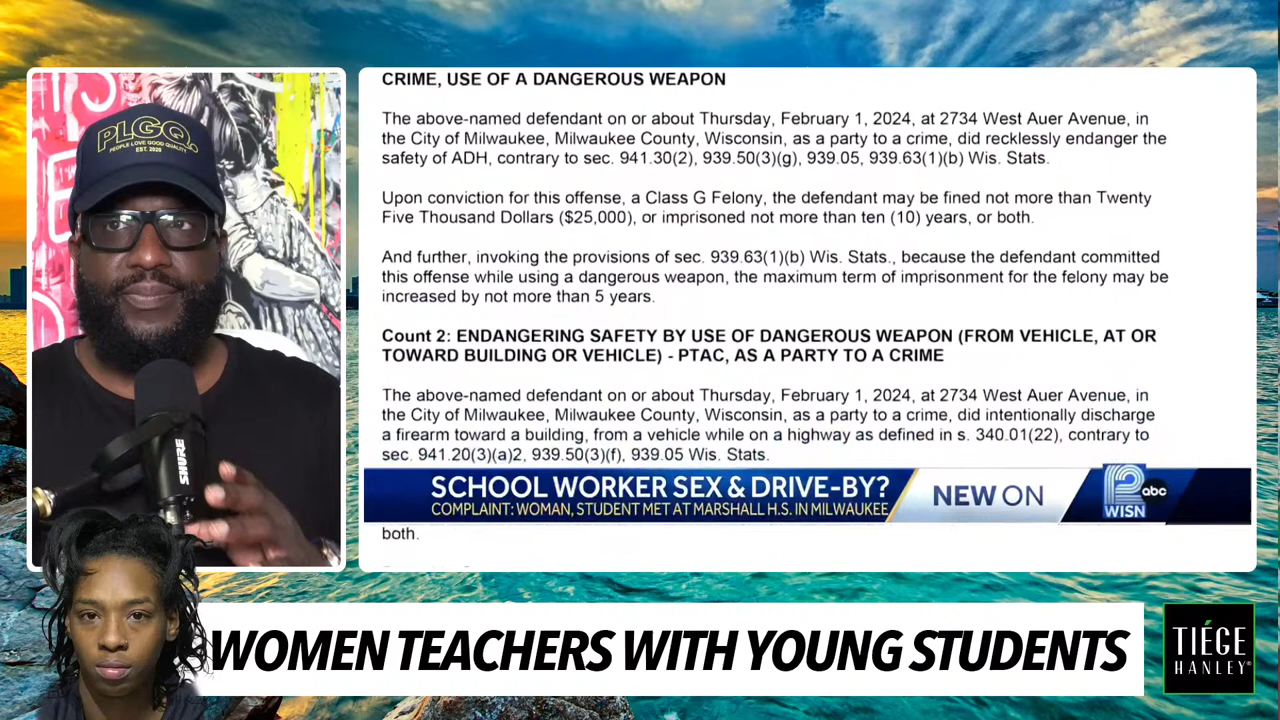 PLGQ.
PEOPLE LOVE GOOD QUALITY
EST. 2020
SHURE
CRIME, USE OF A DANGEROUS WEAPON
The above-named defendant on or about Thursday, February 1, 2024, at 2734 West Auer Avenue, in
the City of Milwaukee, Milwaukee County, Wisconsin, as a party to a crime, did recklessly endanger the
safety of ADH, contrary to sec. 941.30(2), 939.50(3)(g), 939.05, 939.63(1)(b) Wis. Stats.
Upon conviction for this offense, a Class G Felony, the defendant may be fined not more than Twenty
Five Thousand Dollars ($25,000), or imprisoned not more than ten (10) years, or both.
And further, invoking the provisions of sec. 939.63(1)(b) Wis. Stats., because the defendant committed
this offense while using a dangerous weapon, the maximum term of imprisonment for the felony may be
increased by not more than 5 years.
Count 2: ENDANGERING SAFETY BY USE OF DANGEROUS WEAPON (FROM VEHICLE, AT OR
TOWARD BUILDING OR VEHICLE) - PTAC, AS A PARTY TO A CRIME
The above-named defendant on or about Thursday, February 1, 2024, at 2734 West Auer Avenue, in
the City of Milwaukee, Milwaukee County, Wisconsin, as a party to a crime, did intentionally discharge
a firearm toward a building, from a vehicle while on a highway as defined in s. 340.01(22), contrary to
sec. 941.20(3)(a)2, 939.50(3)(f), 939.05 Wis. Stats.
SCHOOL WORKER SEX & DRIVE-BY?
COMPLAINT: WOMAN, STUDENT MET AT MARSHALL H.S. IN MILWAUKEE
NEW ON
12 abc
WISN
both.
WOMEN TEACHERS WITH YOUNG STUDENTS
TIÉGE
HANLEY®